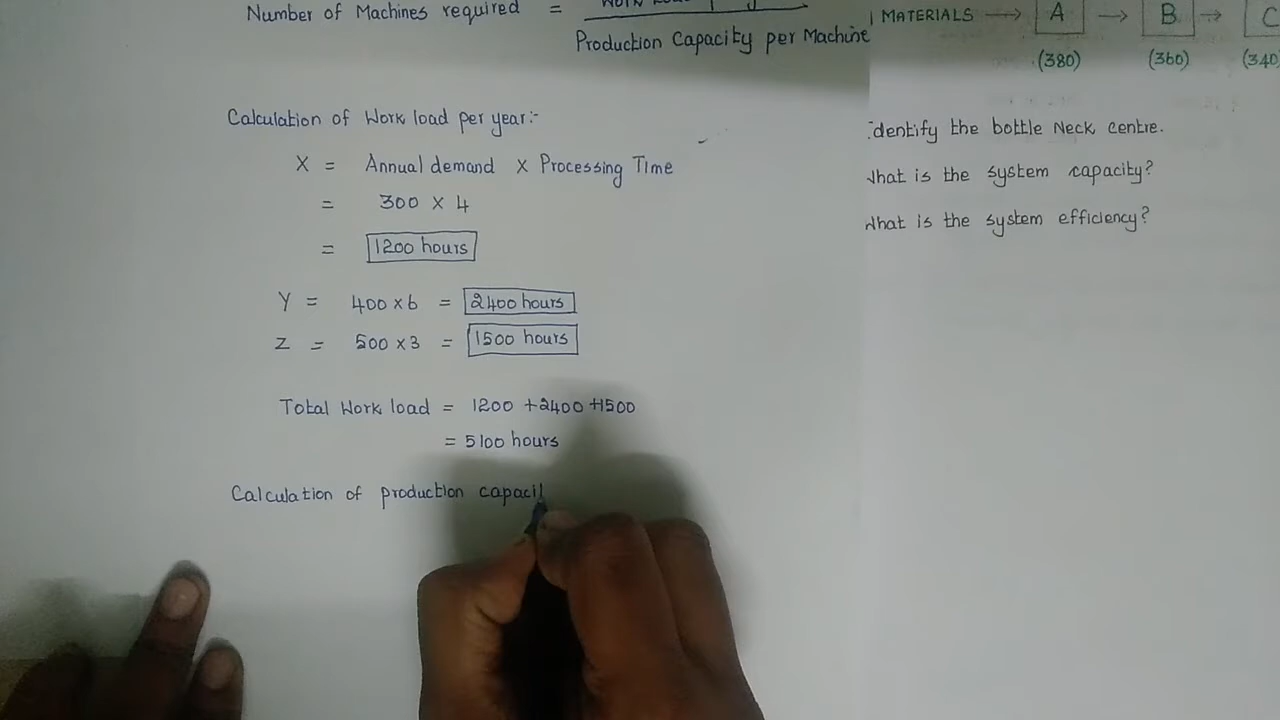 Number of Machines required =
Production Capacity per Machine
Calculation of Work load per year:-
X = Annual demand X Processing Time
= 300 X 4
= 1200 hours
Y = 400 x 6 = 2400 hours
Z = 500 x 3 = 1500 hours
Total Work load = 1200 + 2400 + 1500
= 5100 hours
Calculation of production capacit
MATERIALS → A → B → C
(380) (360) (340)
dentify the bottle Neck centre.
What is the system capacity?
What is the system efficiency?